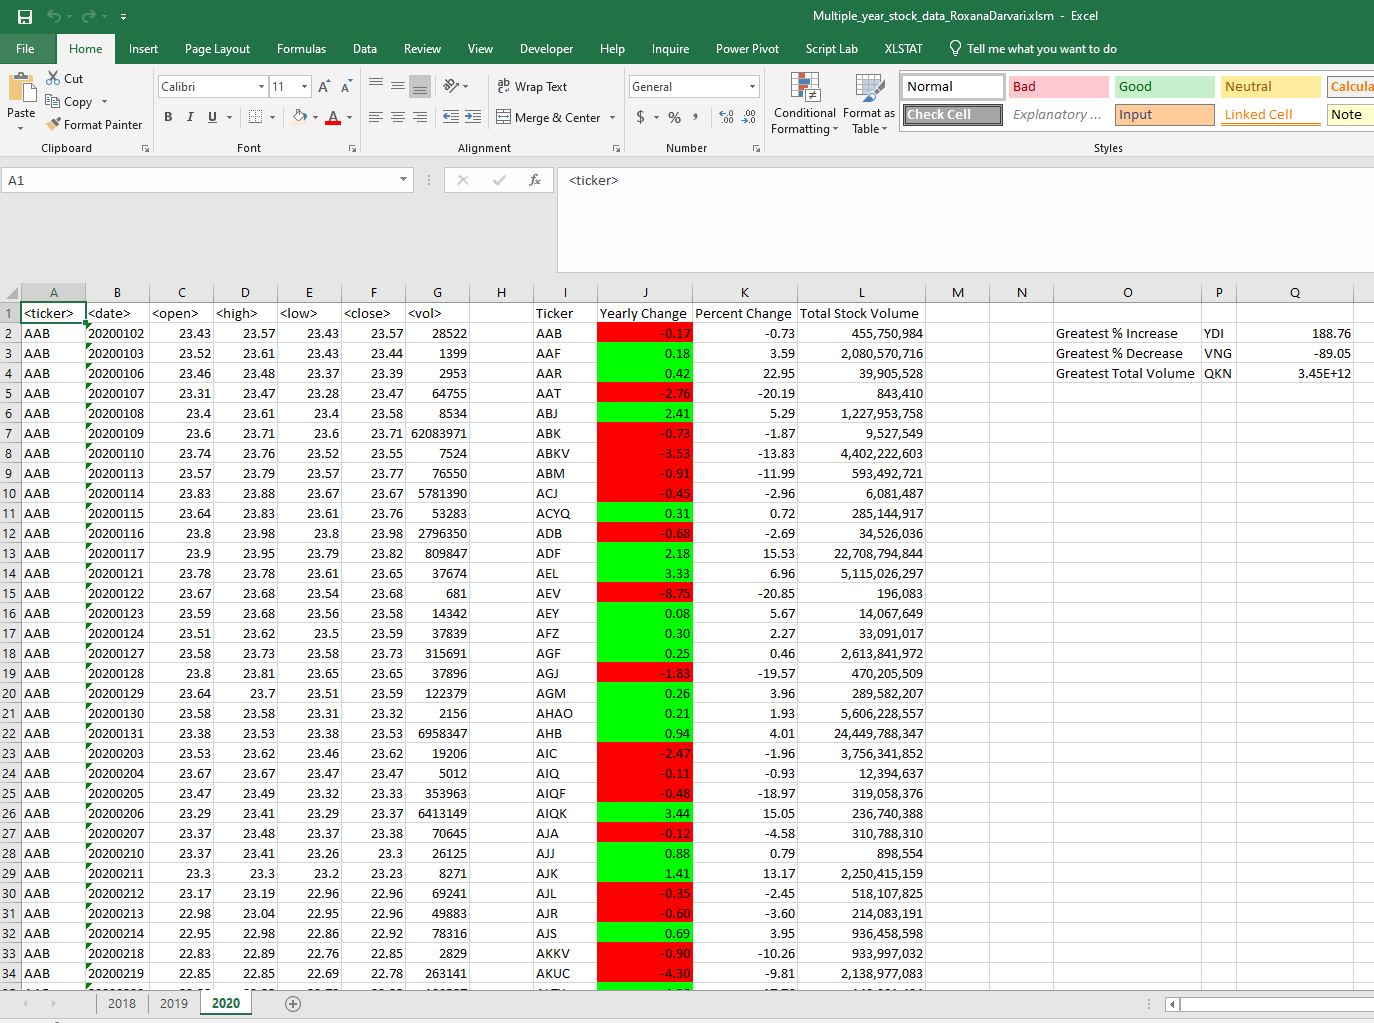 Multiple_year_stock_data_RoxanaDarvari.xlsm - Excel
File Home Insert Page Layout Formulas Data Review View Developer Help Inquire Power Pivot Script Lab XLSTAT Tell me what you want to do
Cut
Copy
Format Painter
Paste
Clipboard
Calibri 11 A A
B I U A
Font
ab Wrap Text
Merge & Center
Alignment
General
$ % , .00 .00
Number
Conditional Formatting
Format as Table
Normal Bad Good Neutral Calcula
Check Cell Explanatory ... Input Linked Cell Note
Styles
A1 fx <ticker>
A B C D E F G H I J K L M N O P Q
1 <ticker> <date> <open> <high> <low> <close> <vol> Ticker Yearly Change Percent Change Total Stock Volume
2 AAB 20200102 23.43 23.57 23.43 23.57 28522 AAB -0.17 -0.73 455,750,984 Greatest % Increase YDI 188.76
3 AAB 20200103 23.52 23.61 23.43 23.44 1399 AAF 0.18 3.59 2,080,570,716 Greatest % Decrease VNG -89.05
4 AAB 20200106 23.46 23.48 23.37 23.39 2953 AAR 0.42 22.95 39,905,528 Greatest Total Volume QKN 3.45E+12
5 AAB 20200107 23.31 23.47 23.28 23.47 64755 AAT -2.76 -20.19 843,410
6 AAB 20200108 23.4 23.61 23.4 23.58 8534 ABJ 2.41 5.29 1,227,953,758
7 AAB 20200109 23.6 23.71 23.6 23.71 62083971 ABK -0.73 -1.87 9,527,549
8 AAB 20200110 23.74 23.76 23.52 23.55 7524 ABKV -3.53 -13.83 4,402,222,603
9 AAB 20200113 23.57 23.79 23.57 23.77 76550 ABM -0.91 -11.99 593,492,721
10 AAB 20200114 23.83 23.88 23.67 23.67 5781390 ACJ -0.45 -2.96 6,081,487
11 AAB 20200115 23.64 23.83 23.61 23.76 53283 ACYQ 0.31 0.72 285,144,917
12 AAB 20200116 23.8 23.98 23.8 23.98 2796350 ADB -0.68 -2.69 34,526,036
13 AAB 20200117 23.9 23.95 23.79 23.82 809847 ADF 2.18 15.53 22,708,794,844
14 AAB 20200121 23.78 23.78 23.61 23.65 37674 AEL 3.33 6.96 5,115,026,297
15 AAB 20200122 23.67 23.68 23.54 23.68 681 AEV -8.75 -20.85 196,083
16 AAB 20200123 23.59 23.68 23.56 23.58 14342 AEY 0.08 5.67 14,067,649
17 AAB 20200124 23.51 23.62 23.5 23.59 37839 AFZ 0.30 2.27 33,091,017
18 AAB 20200127 23.58 23.73 23.58 23.73 315691 AGF 0.25 0.46 2,613,841,972
19 AAB 20200128 23.8 23.81 23.65 23.65 37896 AGJ -1.83 -19.57 470,205,509
20 AAB 20200129 23.64 23.7 23.51 23.59 122379 AGM 0.26 3.96 289,582,207
21 AAB 20200130 23.58 23.58 23.31 23.32 2156 AHAO 0.21 1.93 5,606,228,557
22 AAB 20200131 23.38 23.53 23.38 23.53 6958347 AHB 0.94 4.01 24,449,788,347
23 AAB 20200203 23.53 23.62 23.46 23.62 19206 AIC -2.47 -1.96 3,756,341,852
24 AAB 20200204 23.67 23.67 23.47 23.47 5012 AIQ -0.11 -0.93 12,394,637
25 AAB 20200205 23.47 23.49 23.32 23.33 353963 AIQF -0.48 -18.97 319,058,376
26 AAB 20200206 23.29 23.41 23.29 23.37 6413149 AIQK 3.44 15.05 236,740,388
27 AAB 20200207 23.37 23.48 23.37 23.38 70645 AJA -0.12 -4.58 310,788,310
28 AAB 20200210 23.37 23.41 23.26 23.3 26125 AJJ 0.88 0.79 898,554
29 AAB 20200211 23.3 23.3 23.2 23.23 8271 AJK 1.41 13.17 2,250,415,159
30 AAB 20200212 23.17 23.19 22.96 22.96 69241 AJL -0.35 -2.45 518,107,825
31 AAB 20200213 22.98 23.04 22.95 22.96 49883 AJR -0.60 -3.60 214,083,191
32 AAB 20200214 22.95 22.98 22.86 22.92 78316 AJS 0.69 3.95 936,458,598
33 AAB 20200218 22.83 22.89 22.76 22.85 2829 AKKV -0.90 -10.26 933,997,032
34 AAB 20200219 22.85 22.85 22.69 22.78 263141 AKUC -4.30 -9.81 2,138,977,083
2018 2019 2020